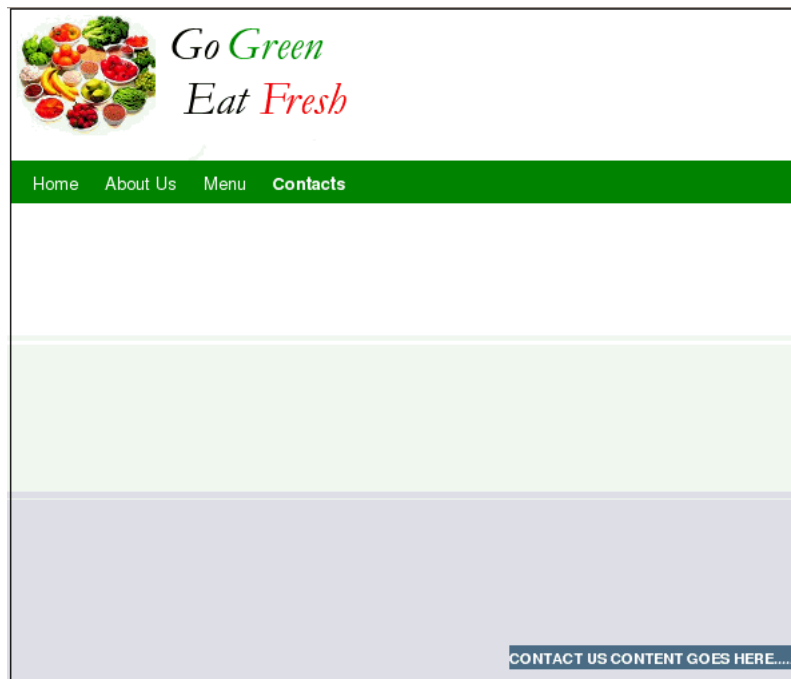 Go Green
Eat Fresh
Home About Us Menu Contacts
CONTACT US CONTENT GOES HERE.....